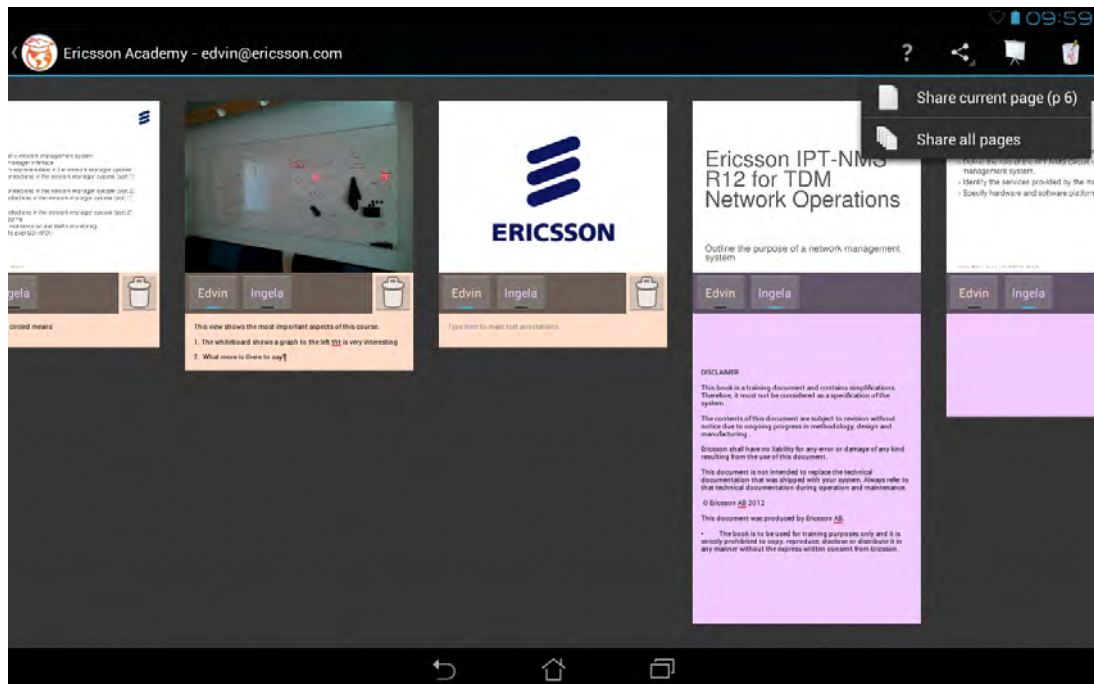 09:59
Ericsson Academy - edvin@ericsson.com
?
Share current page (p 6)
Share all pages
of a network management system
manager interface
ERICSSON
Ericsson IPT-NMS
R12 for TDM
Network Operations
Outline the purpose of a network management
system
management system.
› Identify the services provided by the ma
› Specify hardware and software platform
gela
Edvin Ingela
Edvin Ingela
Edvin Ingela
Edvin Ingela
circled means
This view shows the most important aspects of this course.
1. The whiteboard shows a graph to the left tht is very interesting
2. What more is there to say?
Type here to make text annotations
DISCLAIMER
This book is a training document and contains simplifications.
Therefore, it must not be considered as a specification of the
system.
The contents of this document are subject to revision without
notice due to ongoing progress in methodology, design and
manufacturing.
Ericsson shall have no liability for any error or damage of any kind
resulting from the use of this document.
This document is not intended to replace the technical
documentation that was shipped with your system. Always refer to
that technical documentation during operation and maintenance.
© Ericsson AB 2012
This document was produced by Ericsson AB.
• The book is to be used for training purposes only and it is
strictly prohibited to copy, reproduce, disclose or distribute it in
any manner without the express written consent from Ericsson.